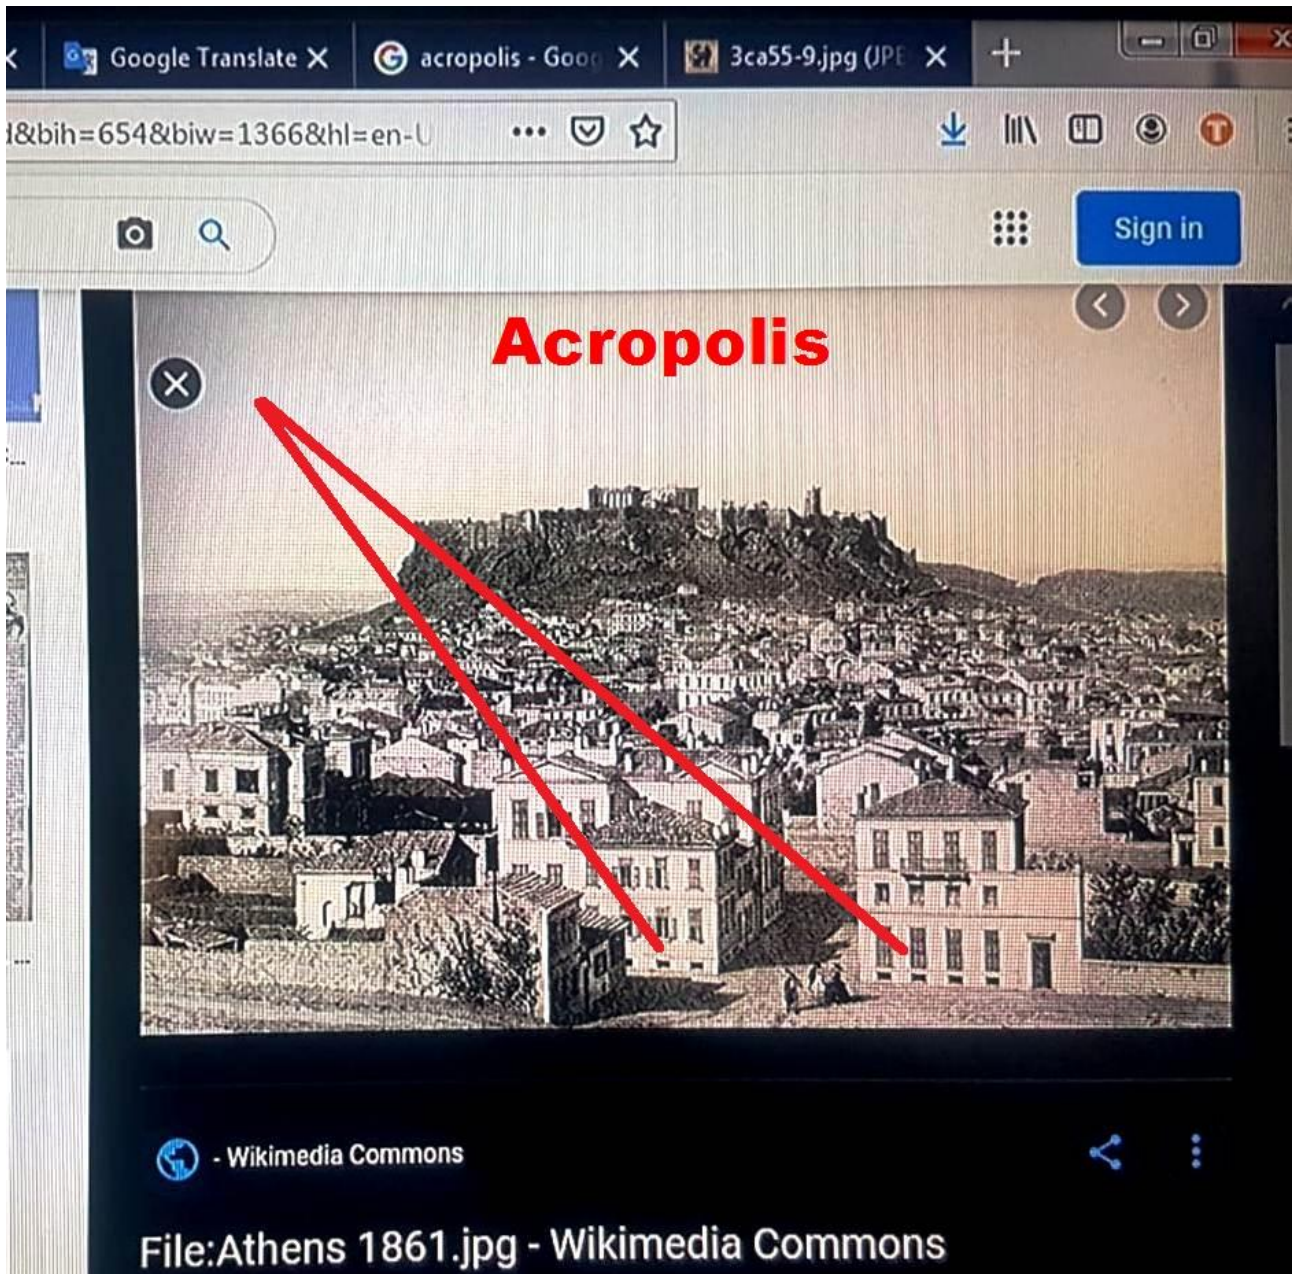 Google Translate
acropolis - Goo
3ca55-9.jpg (JPE
d&bih=654&biw=1366&hl=en-U
Sign in
Acropolis
- Wikimedia Commons
File:Athens 1861.jpg - Wikimedia Commons